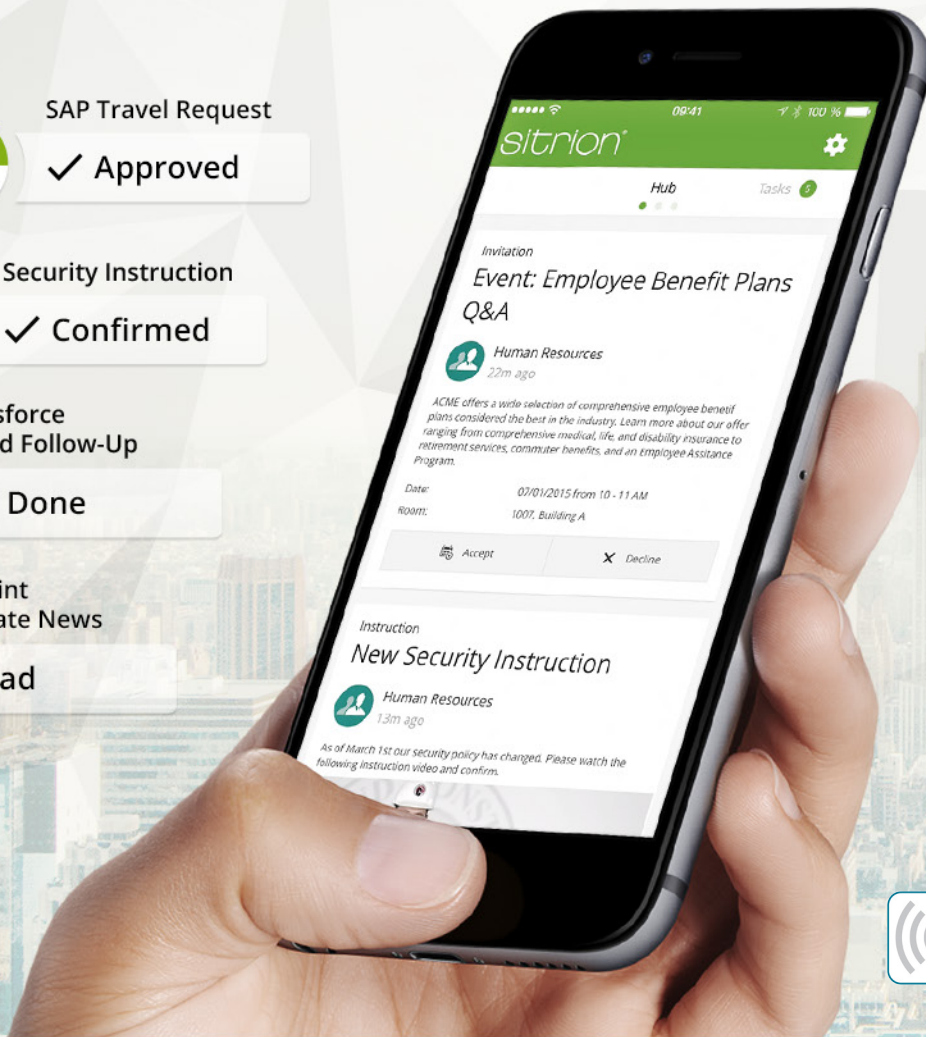 SAP Travel Request
✓ Approved
Security Instruction
✓ Confirmed
sforce
d Follow-Up
Done
int
ate News
ad
09:41
100 %
sitrion
Hub
Tasks 5
Invitation
Event: Employee Benefit Plans
Q&A
Human Resources
22m ago
ACME offers a wide selection of comprehensive employee benetif
plans considered the best in the industry. Learn more about our offer
ranging from comprehensive medical, life, and disability insurance to
retirement services, commuter benefits, and an Employee Assitance
Program.
Date: 07/01/2015 from 10 - 11 AM
Room: 1007, Building A
Accept
Decline
Instruction
New Security Instruction
Human Resources
13m ago
As of March 1st our security policy has changed. Please watch the
following instruction video and confirm.